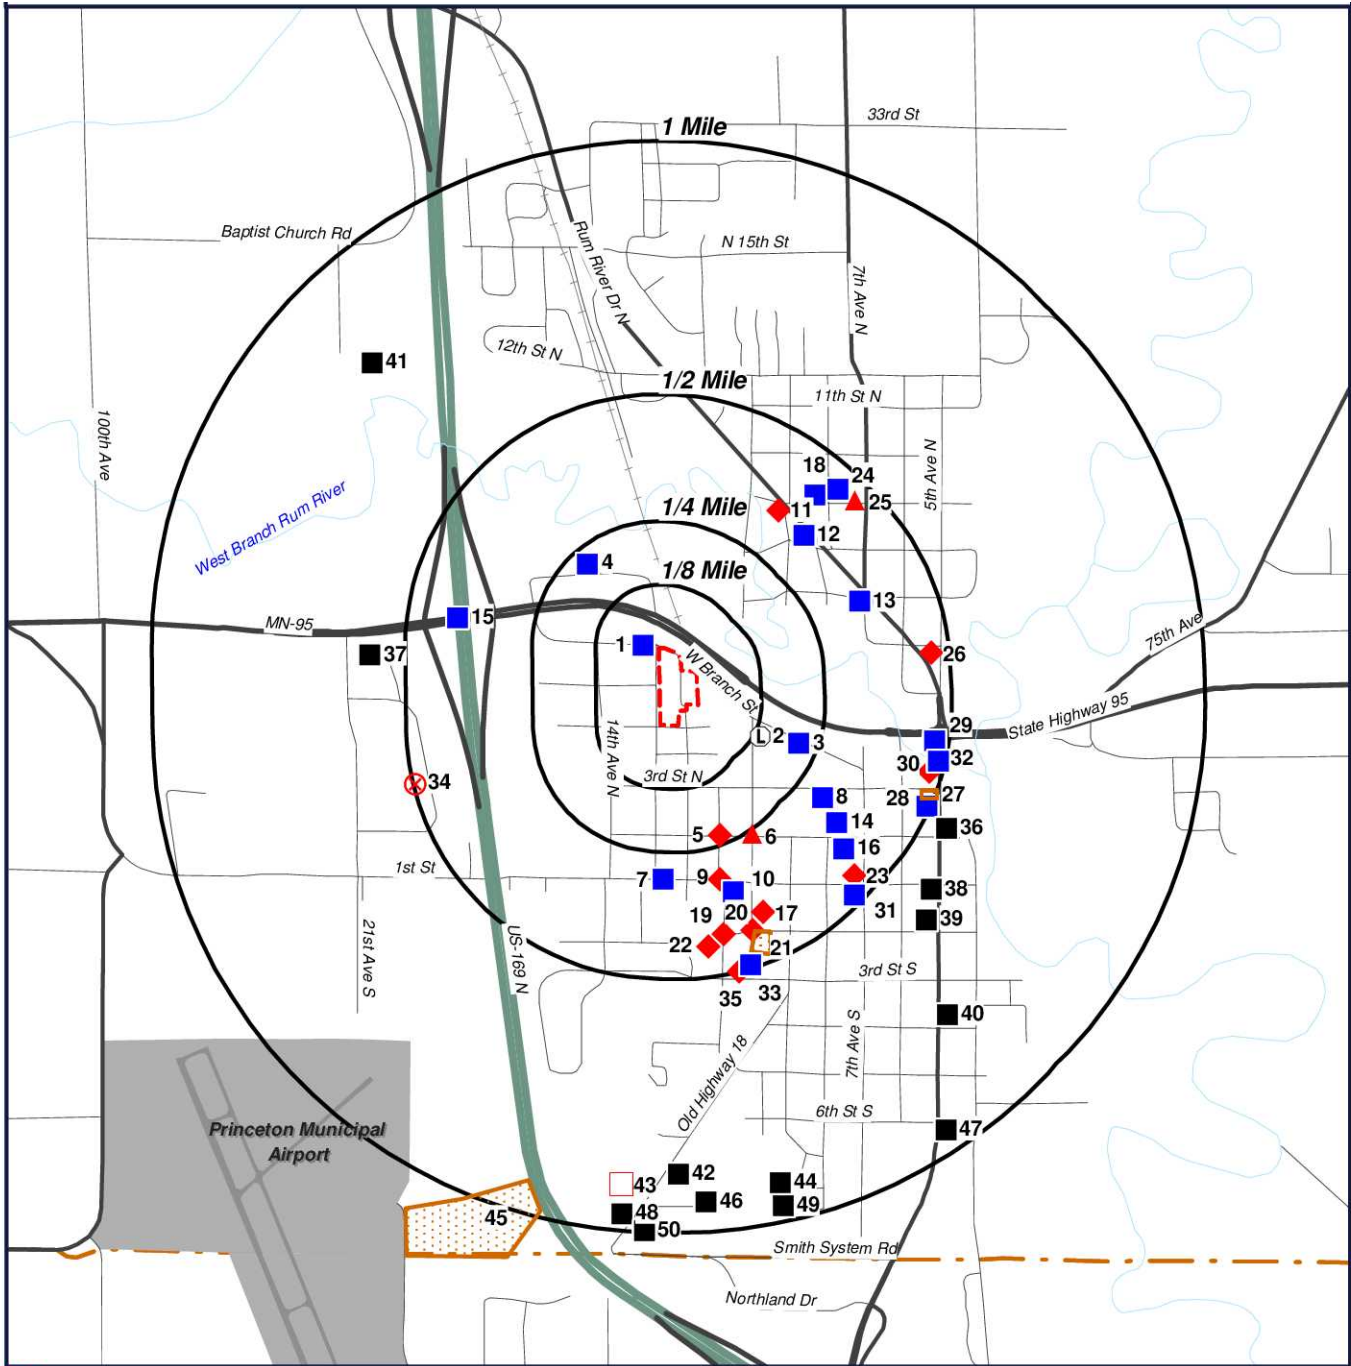 33rd St
1 Mile
Baptist Church Rd
N 15th St
Rum River Dr N
7th Ave N
12th St N
41
1/2 Mile
11th St N
100th Ave
5th Ave N
18
24
West Branch Rum River
1/4 Mile
11
25
12
4
1/8 Mile
13
15
MN-95
1
75th Ave
37
26
W Branch St
State Highway 95
29
14th Ave N
L 2
3
32
30
34
3rd St N
8
28
27
14
36
5
6
16
1st St
7
9
10
23
38
19
20
17
31
39
22
21
21st Ave S
US-169 N
3rd St S
35
33
40
7th Ave S
Old Highway 18
6th St S
Princeton Municipal
Airport
47
43
42
44
45
48
46
49
50
Smith System Rd
Northland Dr